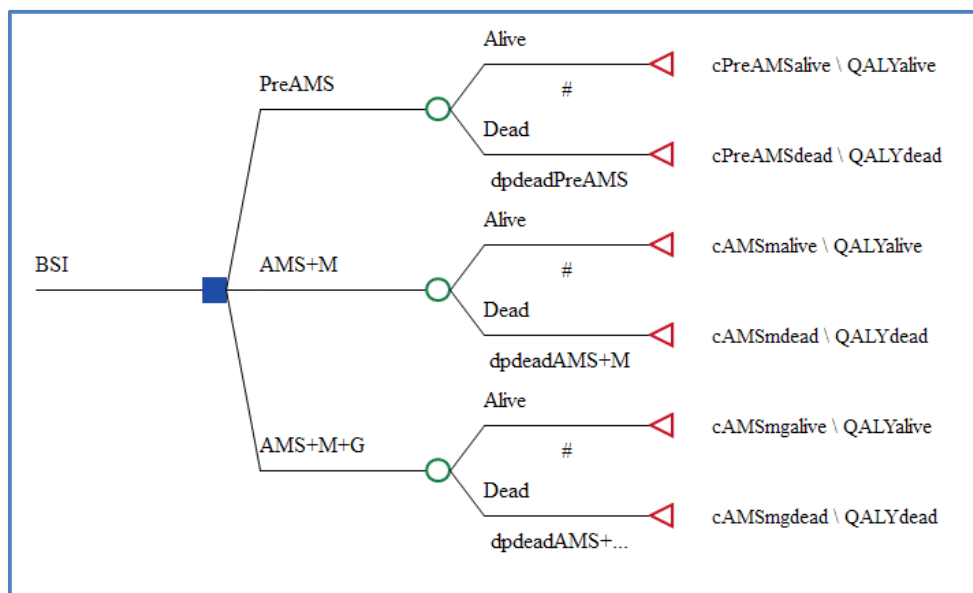 Alive
cPreAMSalive \ QALYalive
PreAMS
#
Dead
cPreAMSdead \ QALYdead
dpdeadPreAMS
Alive
cAMSmalive \ QALYalive
BSI
AMS+M
#
Dead
cAMSmdead \ QALYdead
dpdeadAMS+M
Alive
cAMSmgalive \ QALYalive
AMS+M+G
#
Dead
cAMSmgdead \ QALYdead
dpdeadAMS+...